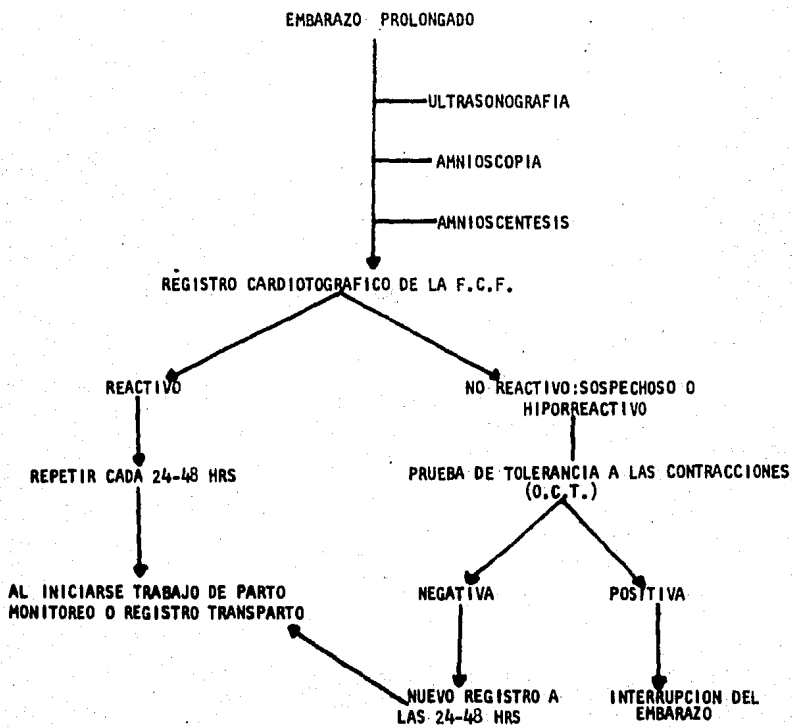 EMBARAZO PROLONGADO
ULTRASONOGRAFIA
AMNIOSCOPIA
AMNIOSCENTESIS
REGISTRO CARDIOTOGRAFICO DE LA F.C.F.
REACTIVO
NO REACTIVO:SOSPECHOSO O
HIPORREACTIVO
REPETIR CADA 24-48 HRS
PRUEBA DE TOLERANCIA A LAS CONTRACCIONES
(O.C.T.)
AL INICIARSE TRABAJO DE PARTO
MONITOREO O REGISTRO TRANSPARTO
NEGATIVA
POSITIVA
NUEVO REGISTRO A
LAS 24-48 HRS
INTERRUPCION DEL
EMBARAZO